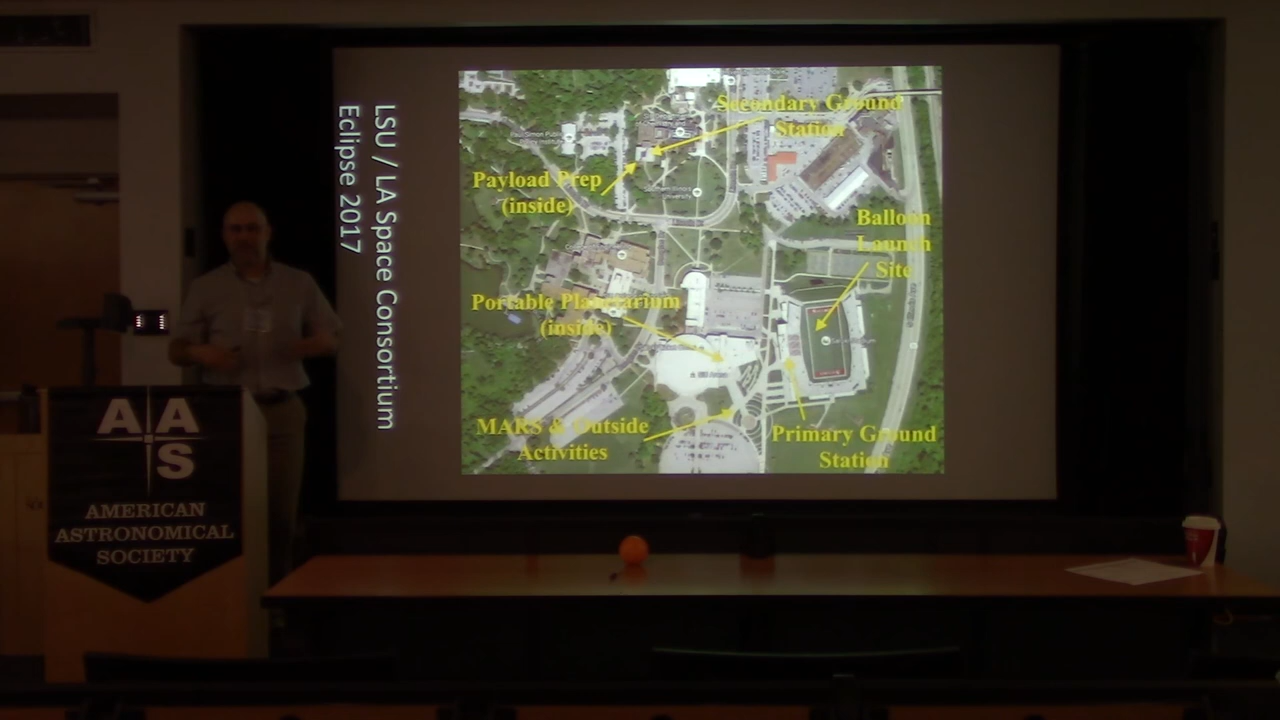 LSU / LA Space Consortium
Eclipse 2017
Secondary Ground
Station
Payload Prep
(inside)
Balloon
Launch
Site
Portable Planetarium
(inside)
MARS & Outside
Activities
Primary Ground
Station
A A
S
AMERICAN
ASTRONOMICAL
SOCIETY